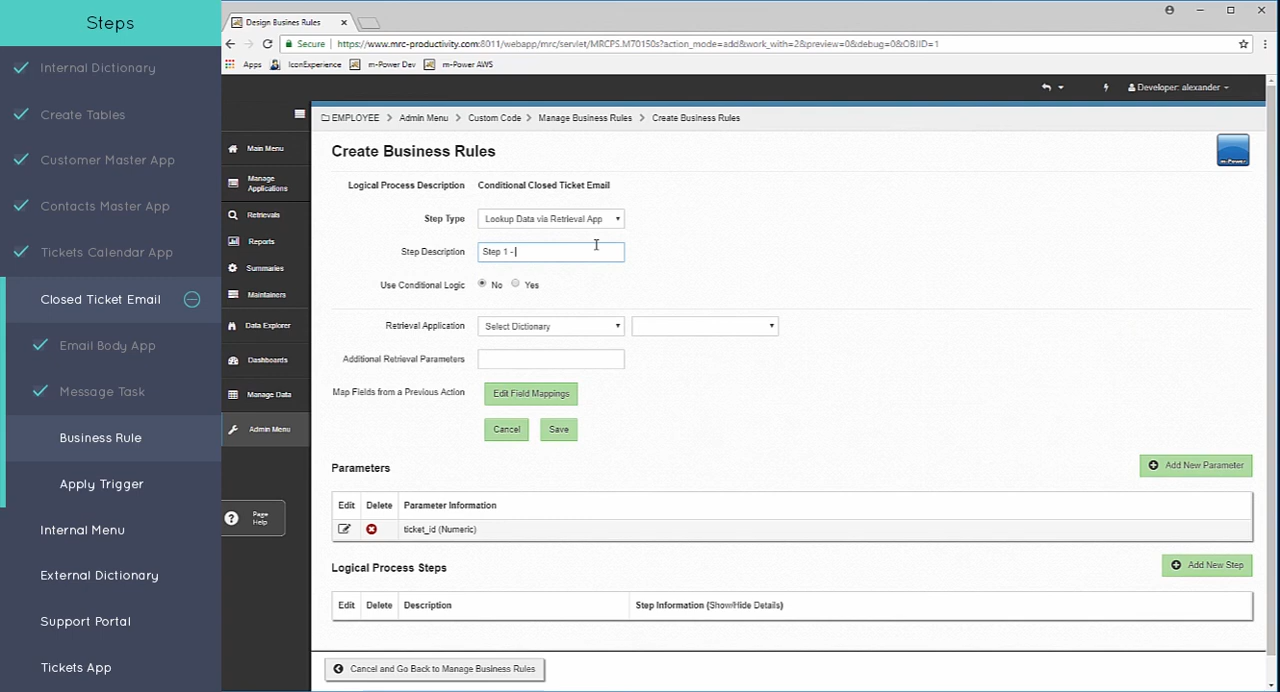 Steps
Internal Dictionary
Create Tables
Customer Master App
Contacts Master App
Tickets Calendar App
Closed Ticket Email
Email Body App
Message Task
Business Rule
Apply Trigger
Internal Menu
External Dictionary
Support Portal
Tickets App
Design Busines Rules
Secure https://www.mrc-productivity.com:8011/webapp/mrc/servlet/MRCPS.M70150s?action_mode=add&work_with=2&preview=0&debug=0&OBJID=1
Apps IconExperience m-Power Dev m-Power AWS
Developer: alexander
Main Menu
Manage Applications
Retrievals
Reports
Summaries
Maintainers
Data Explorer
Dashboards
Manage Data
Admin Menu
Page Help
EMPLOYEE > Admin Menu > Custom Code > Manage Business Rules > Create Business Rules
Create Business Rules
m-Power
Logical Process Description Conditional Closed Ticket Email
Step Type Lookup Data via Retrieval App
Step Description Step 1 -
Use Conditional Logic No Yes
Retrieval Application Select Dictionary
Additional Retrieval Parameters
Map Fields from a Previous Action Edit Field Mappings
Cancel Save
Parameters Add New Parameter
Edit Delete Parameter Information
ticket_id (Numeric)
Logical Process Steps Add New Step
Edit Delete Description Step Information (Show/Hide Details)
Cancel and Go Back to Manage Business Rules